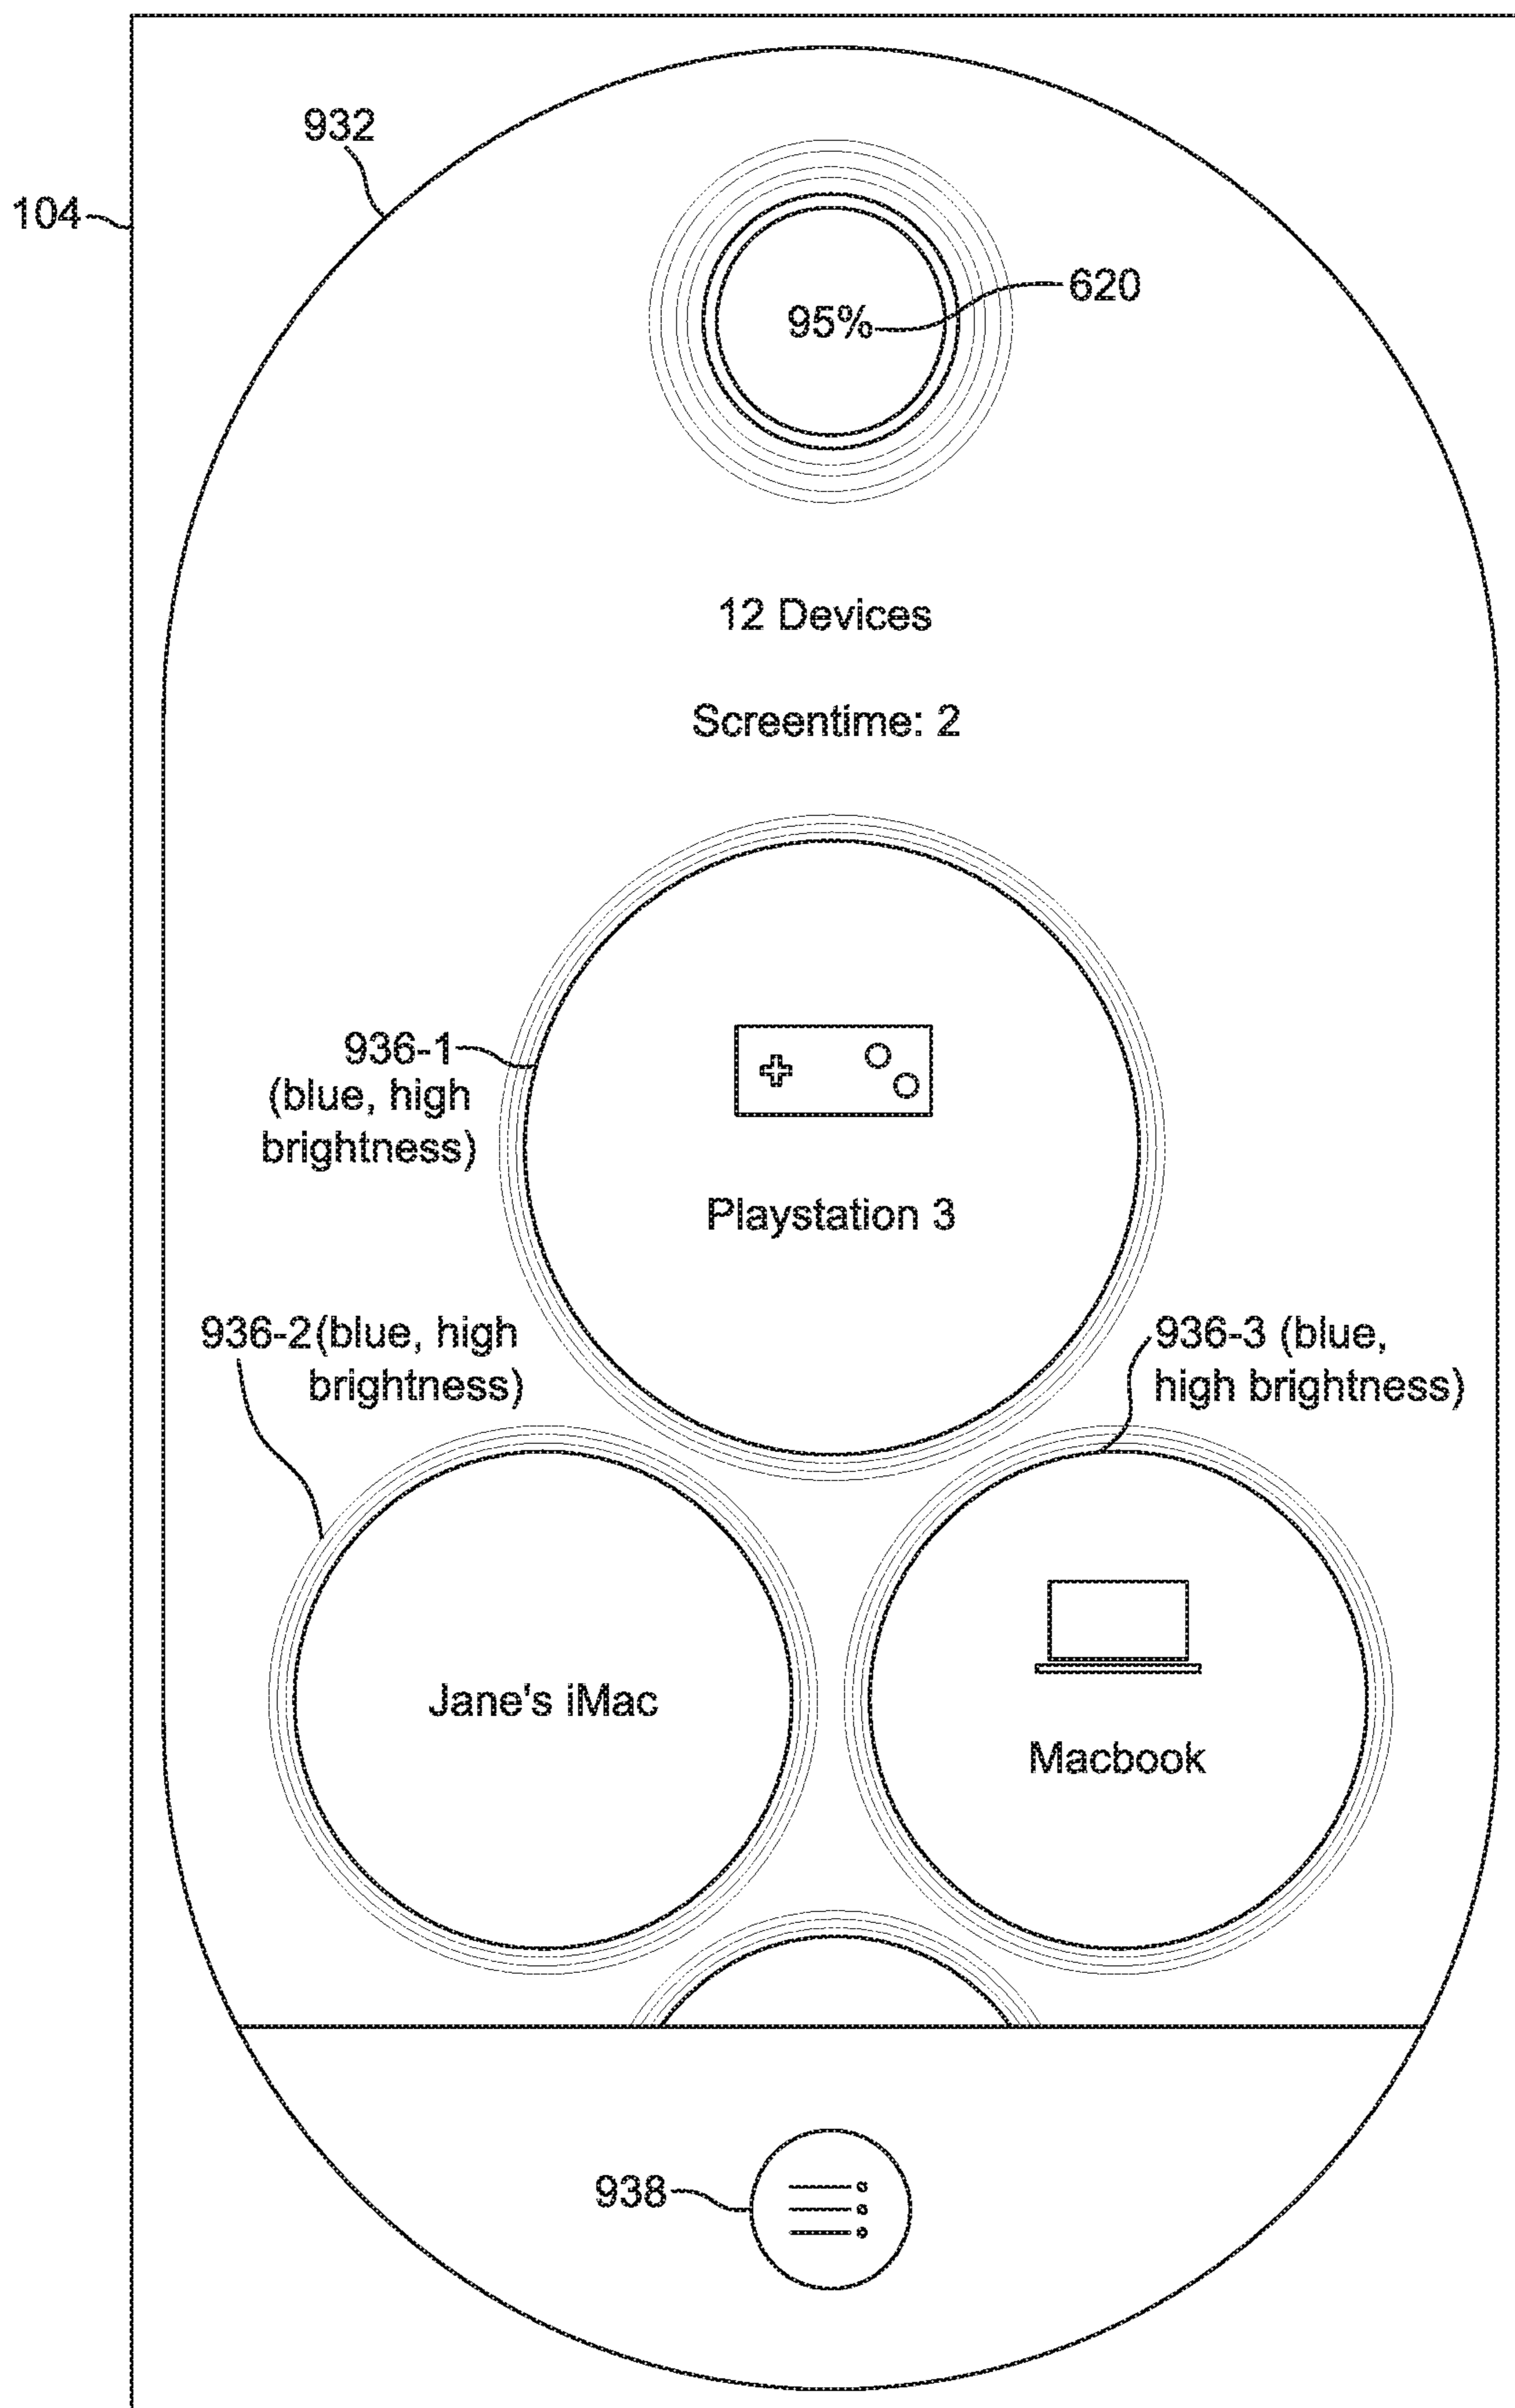 932
104
620
95%
12 Devices
Screentime: 2
936-1
(blue, high
brightness)
Playstation 3
936-2(blue, high
brightness)
936-3 (blue,
high brightness)
Jane's iMac
Macbook
938